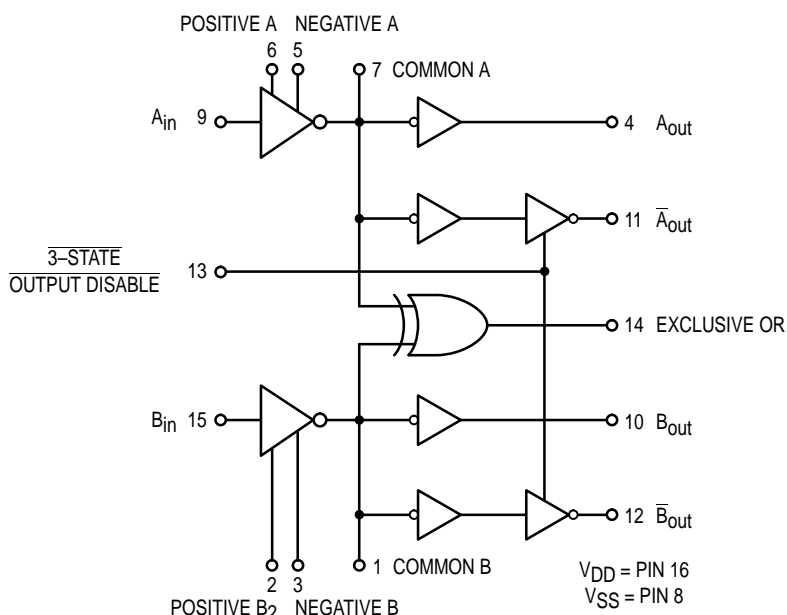 POSITIVE A NEGATIVE A
6 5
7 COMMON A
Ain 9
4 Aout
11 A̅out
3–STATE
OUTPUT DISABLE
13
14 EXCLUSIVE OR
Bin 15
10 Bout
12 B̅out
1 COMMON B
2 3
POSITIVE B2 NEGATIVE B
VDD = PIN 16
VSS = PIN 8